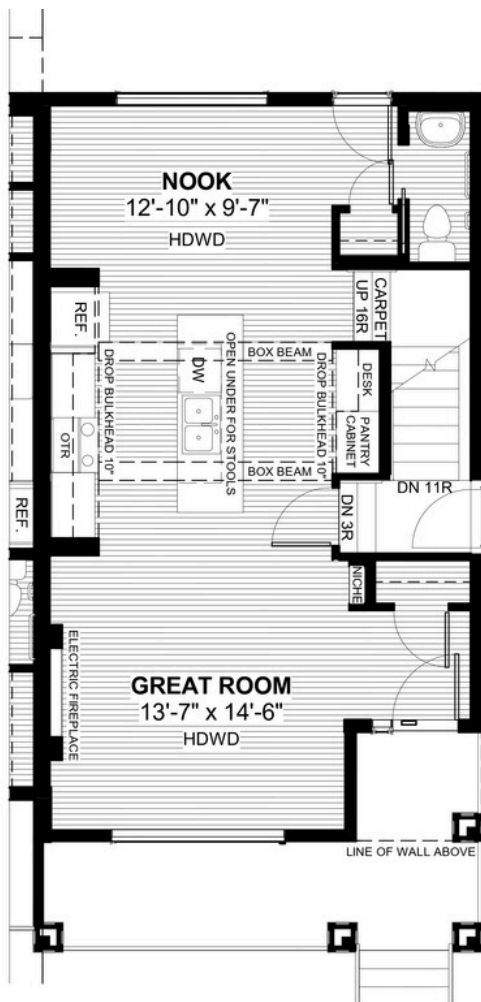 NOOK
12'-10" x 9'-7"
HDWD
CARPET
UP 16R
REF.
DROP BULKHEAD 10"
BOX BEAM
DW
OPEN UNDER FOR STOOLS
DROP BULKHEAD 10"
DESK
PANTRY
CABINET
OTR
BOX BEAM
N
DN 11R
DN 3R
REF.
NICHE
ELECTRIC FIREPLACE
GREAT ROOM
13'-7" x 14'-6"
HDWD
LINE OF WALL ABOVE